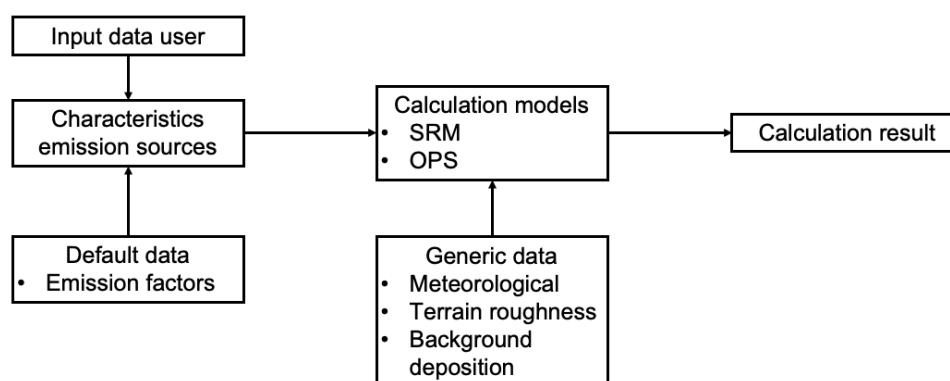 Input data user
Characteristics
emission sources
Default data
• Emission factors
Calculation models
• SRM
• OPS
Generic data
• Meteorological
• Terrain roughness
• Background
deposition
Calculation result